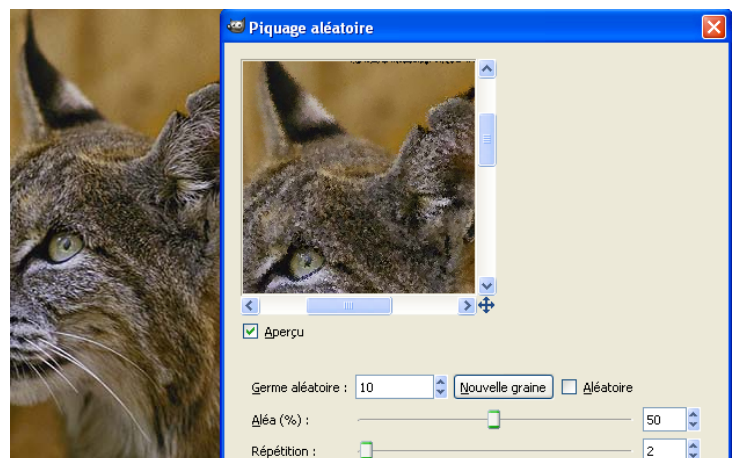 Piquage aléatoire
Aperçu
Germe aléatoire : 10 Nouvelle graine Aléatoire
Aléa (%) : 50
Répétition : 2